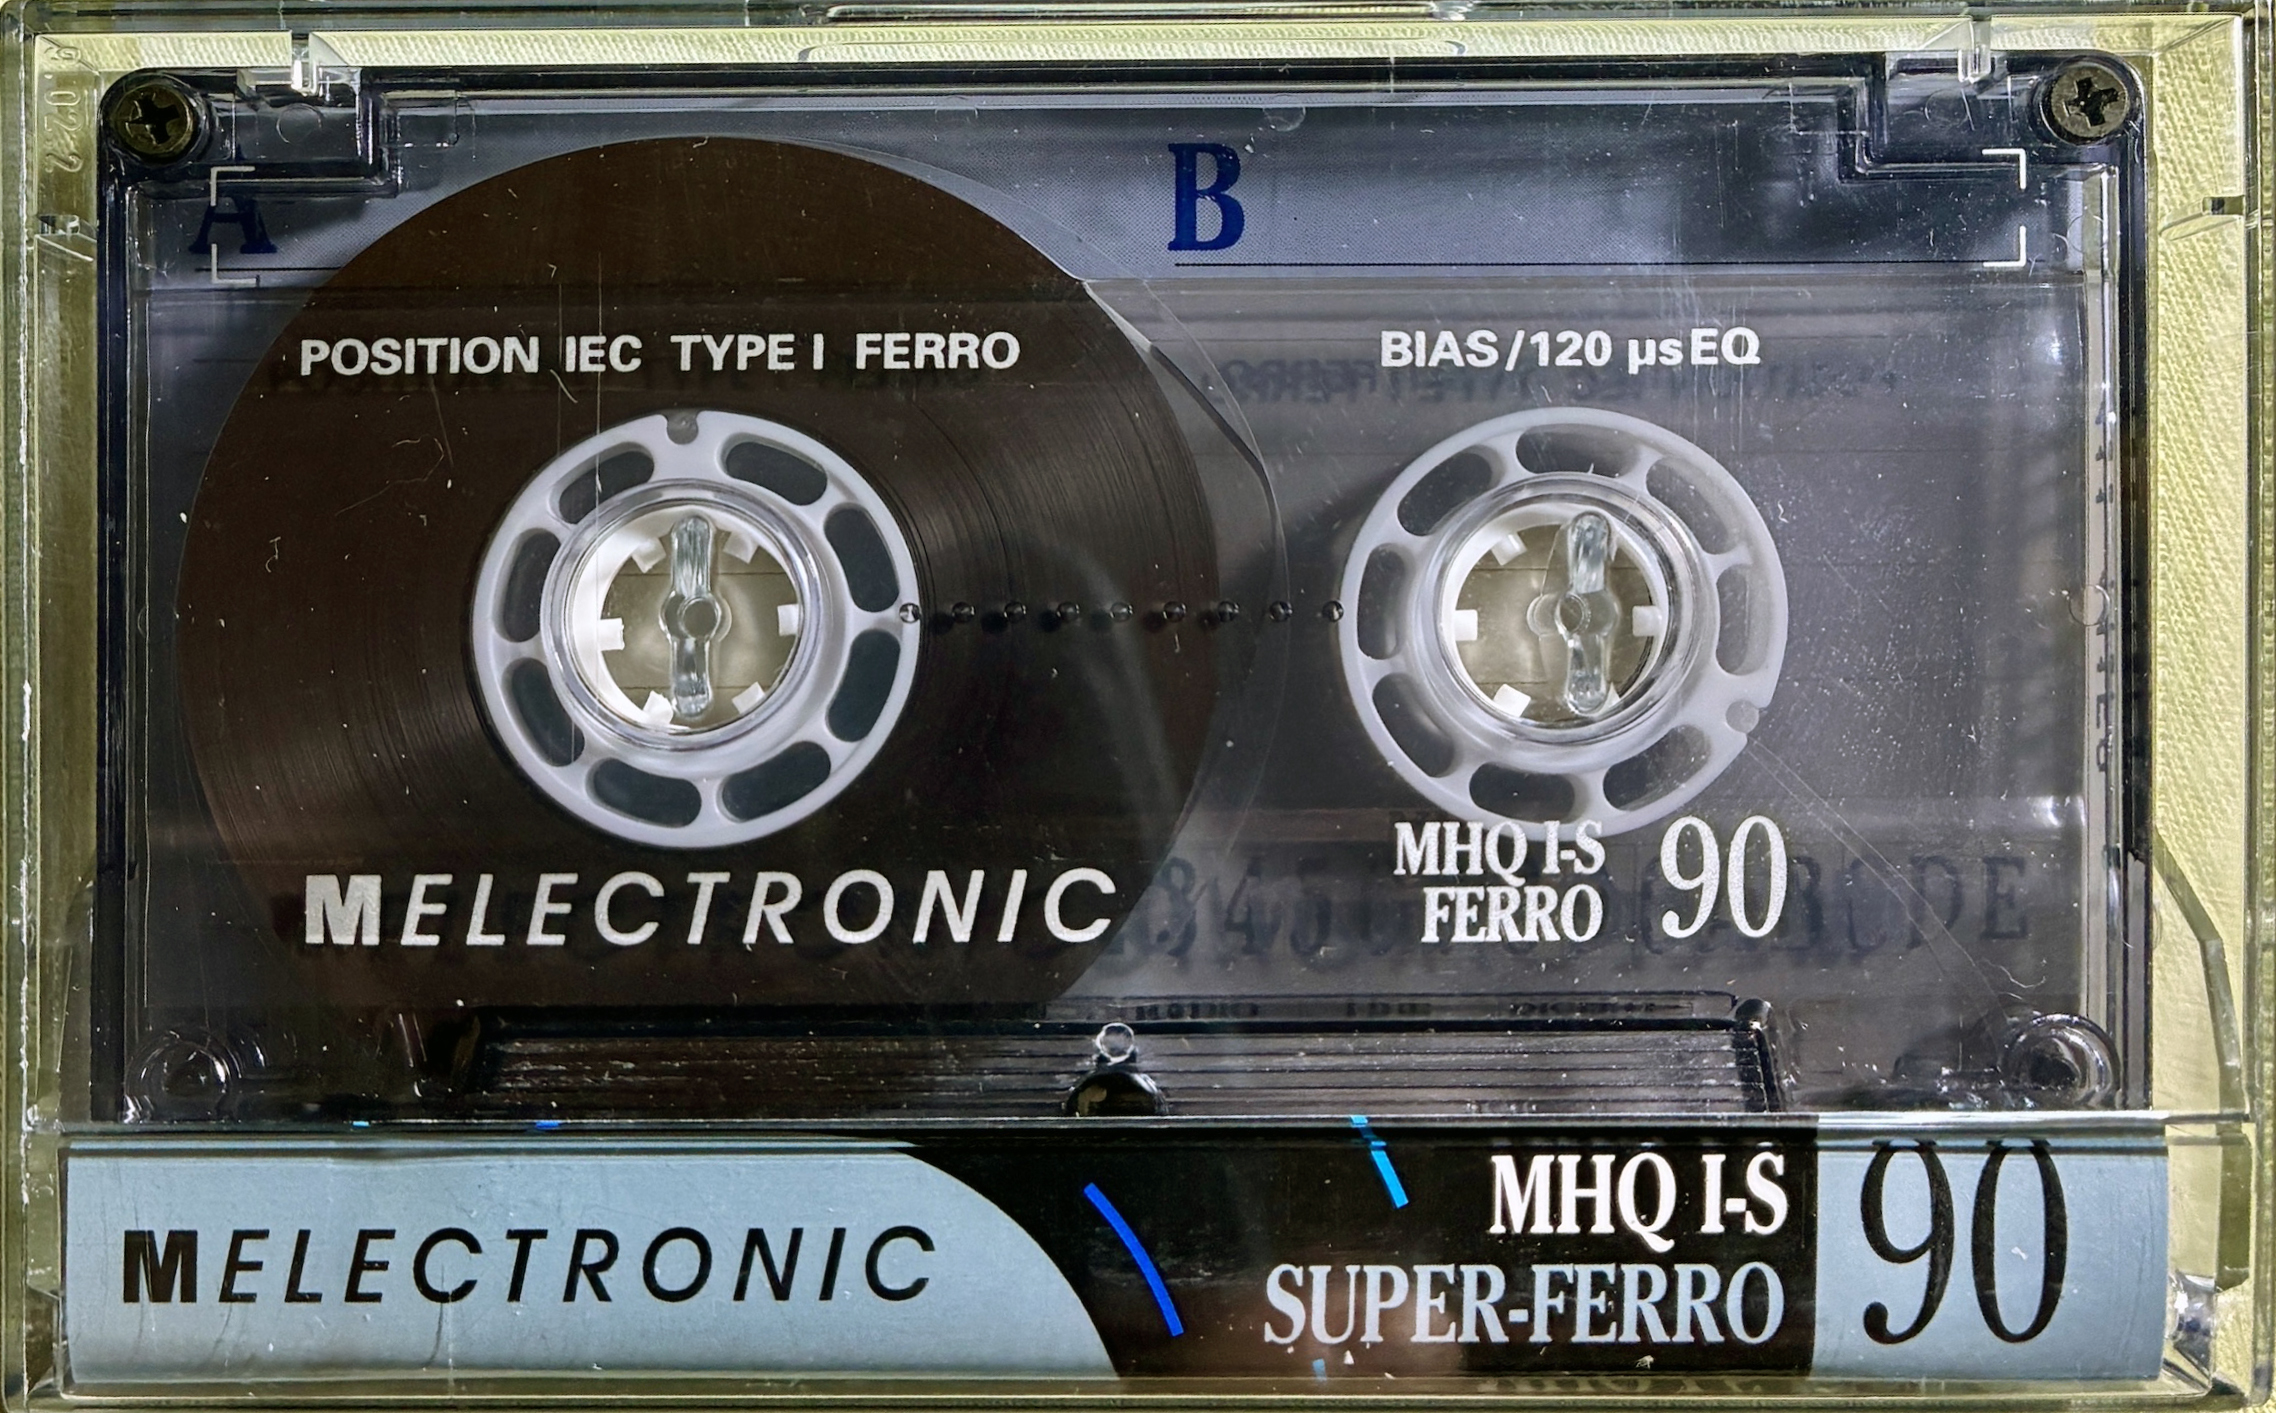 A
B
POSITION IEC TYPE I FERRO
BIAS/120 µs EQ
MELECTRONIC
MHQ I-S
FERRO
90
MELECTRONIC
MHQ I-S
SUPER-FERRO
90